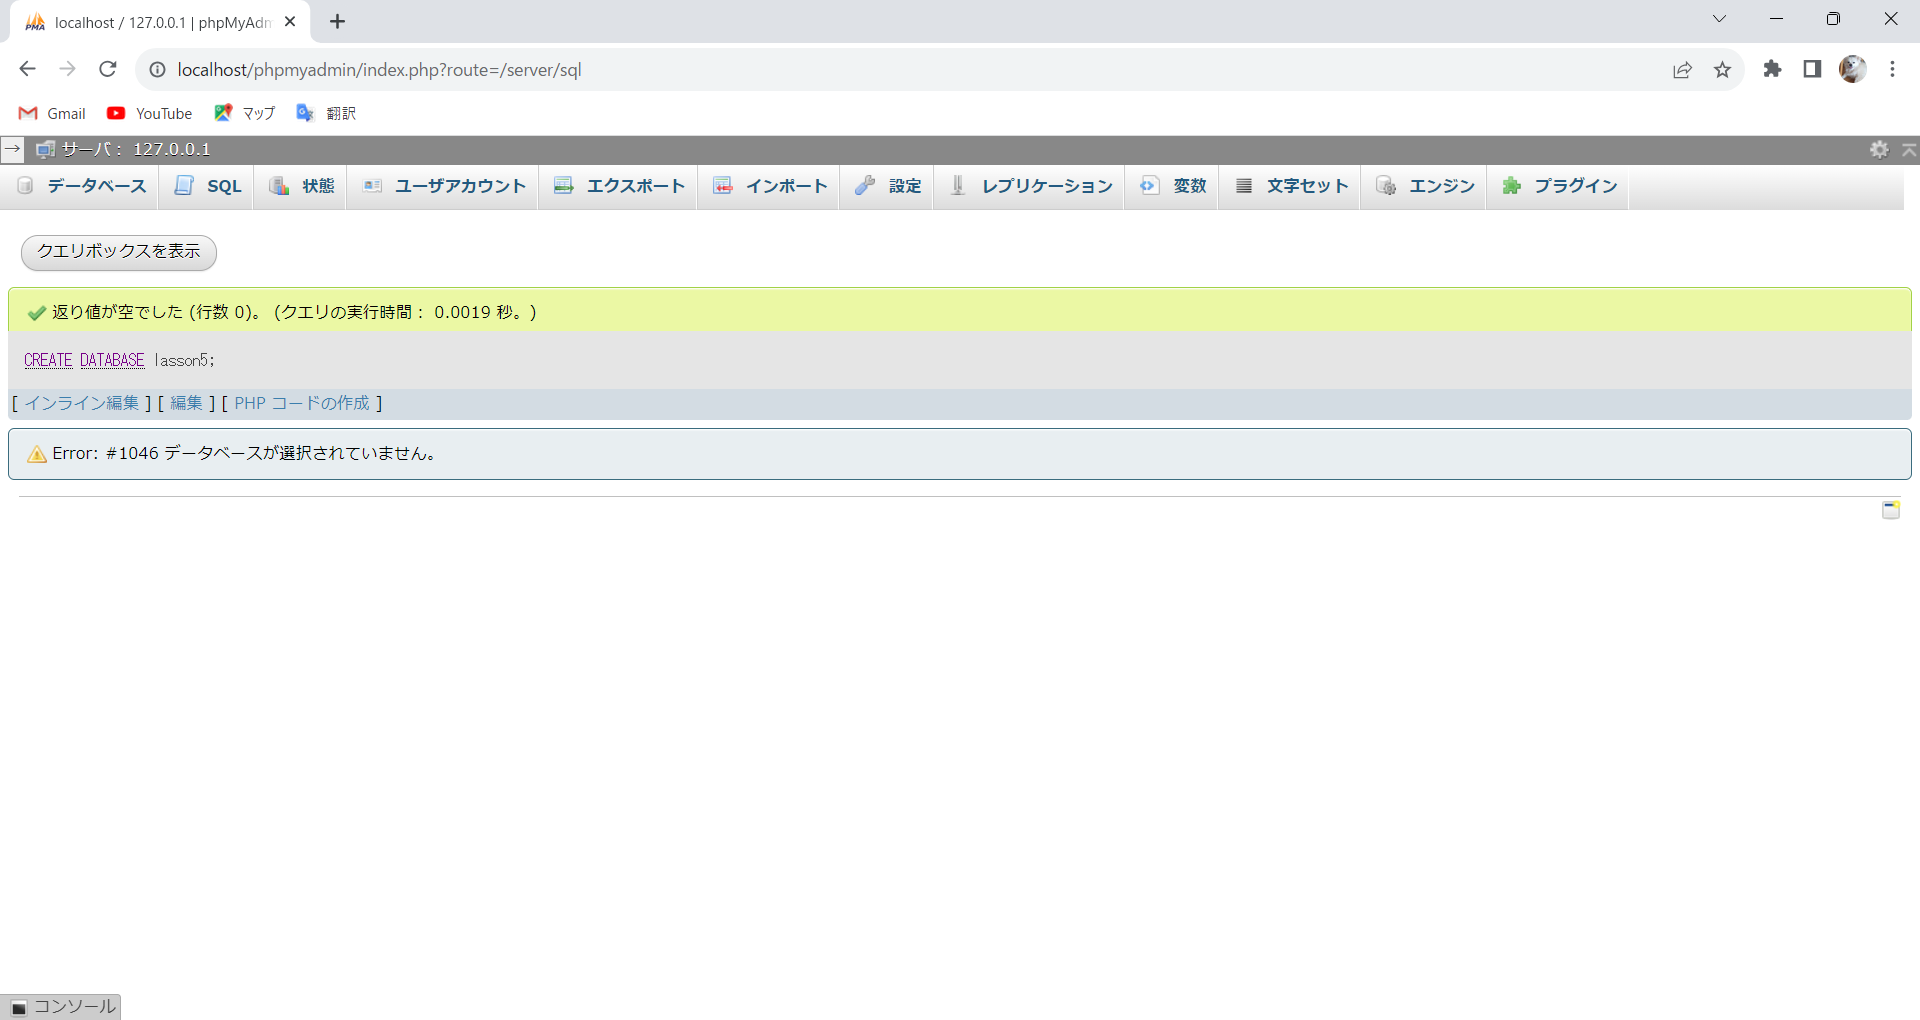 PMA localhost / 127.0.0.1 | phpMyAdm
localhost/phpmyadmin/index.php?route=/server/sql
Gmail YouTube マップ 翻訳
→ サーバ： 127.0.0.1
データベース SQL 状態 ユーザアカウント エクスポート インポート 設定 レプリケーション 変数 文字セット エンジン プラグイン
クエリボックスを表示
返り値が空でした (行数 0)。 (クエリの実行時間： 0.0019 秒。)
CREATE DATABASE lasson5;
[ インライン編集 ] [ 編集 ] [ PHP コードの作成 ]
Error: #1046 データベースが選択されていません。
コンソール